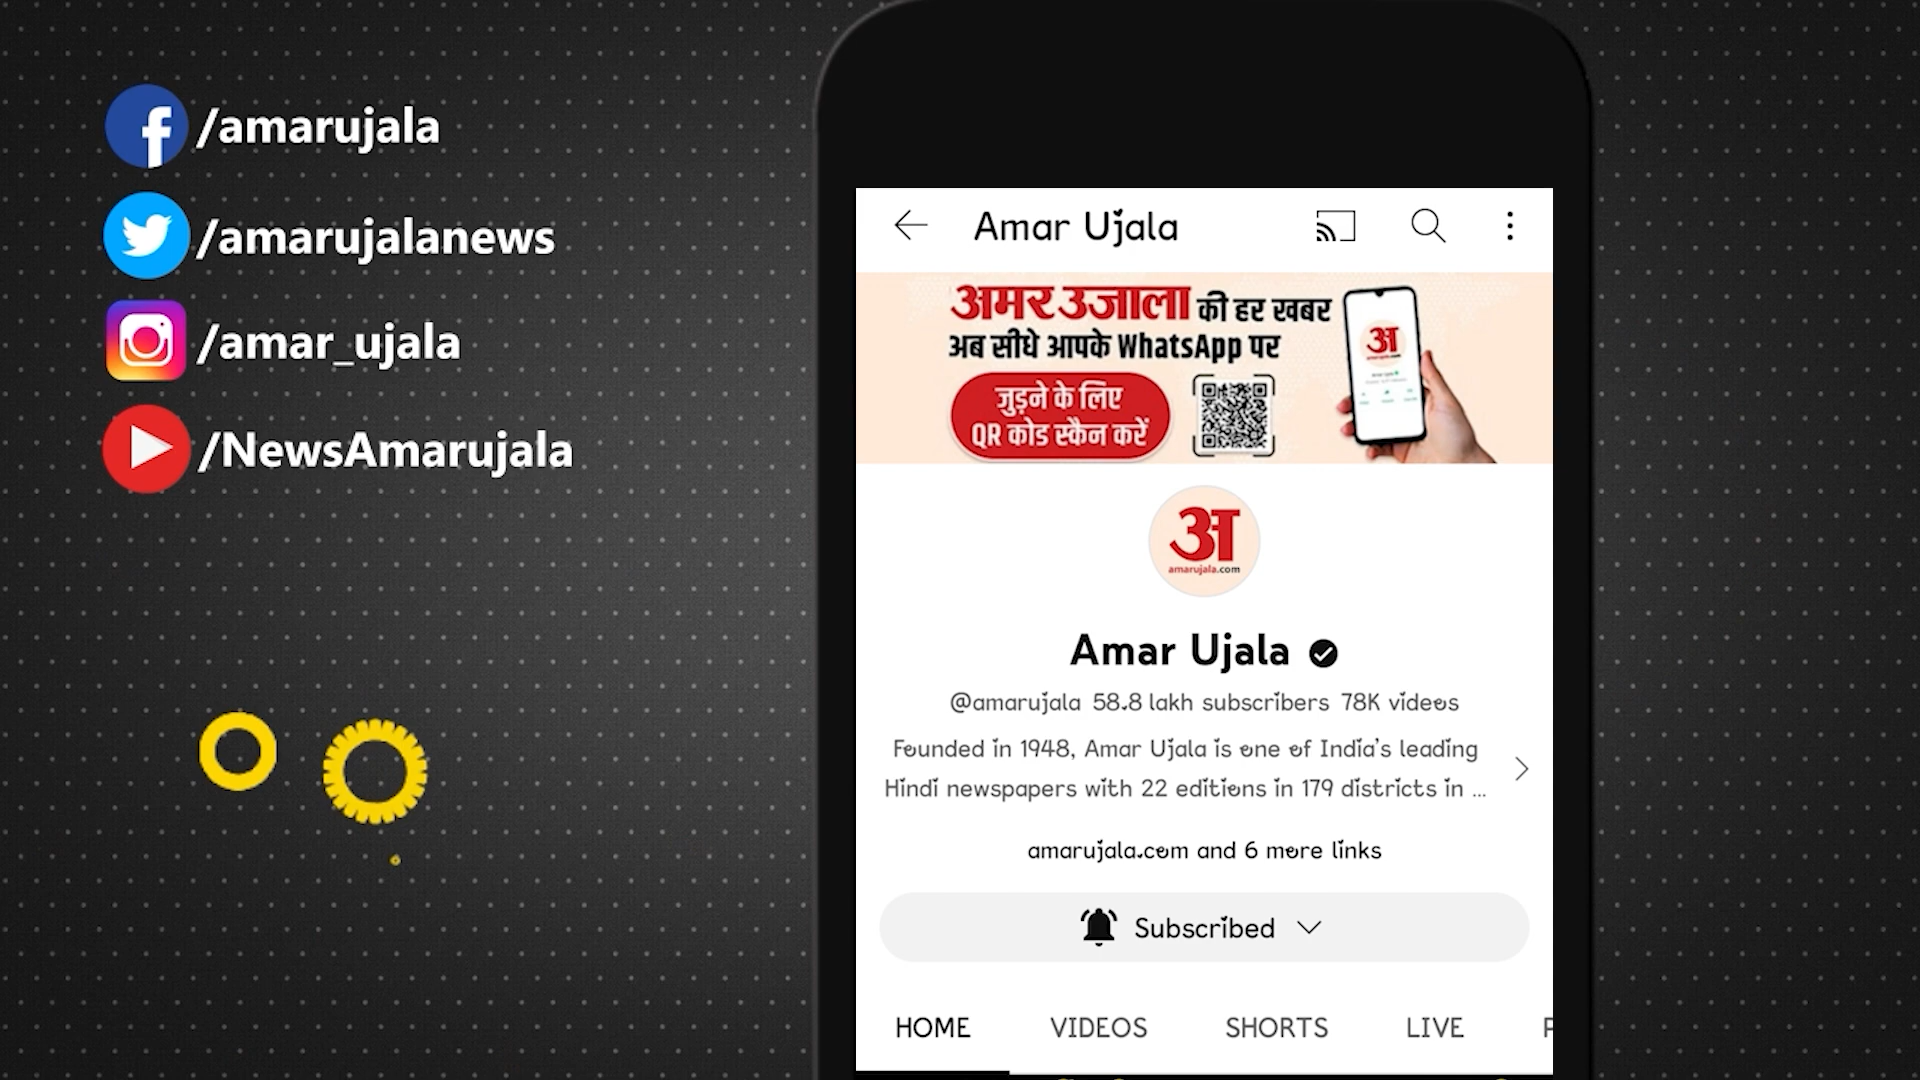 /amarujala
/amarujalanews
/amar_ujala
/NewsAmarujala
Amar Ujala
अमर उजाला की हर खबर
अब सीधे आपके WhatsApp पर
जुड़ने के लिए
QR कोड स्कैन करें
अ
अ
amarujala.com
Amar Ujala
@amarujala 58.8 lakh subscribers 78K videos
Founded in 1948, Amar Ujala is one of India's leading
Hindi newspapers with 22 editions in 179 districts in ...
amarujala.com and 6 more links
Subscribed
HOME VIDEOS SHORTS LIVE